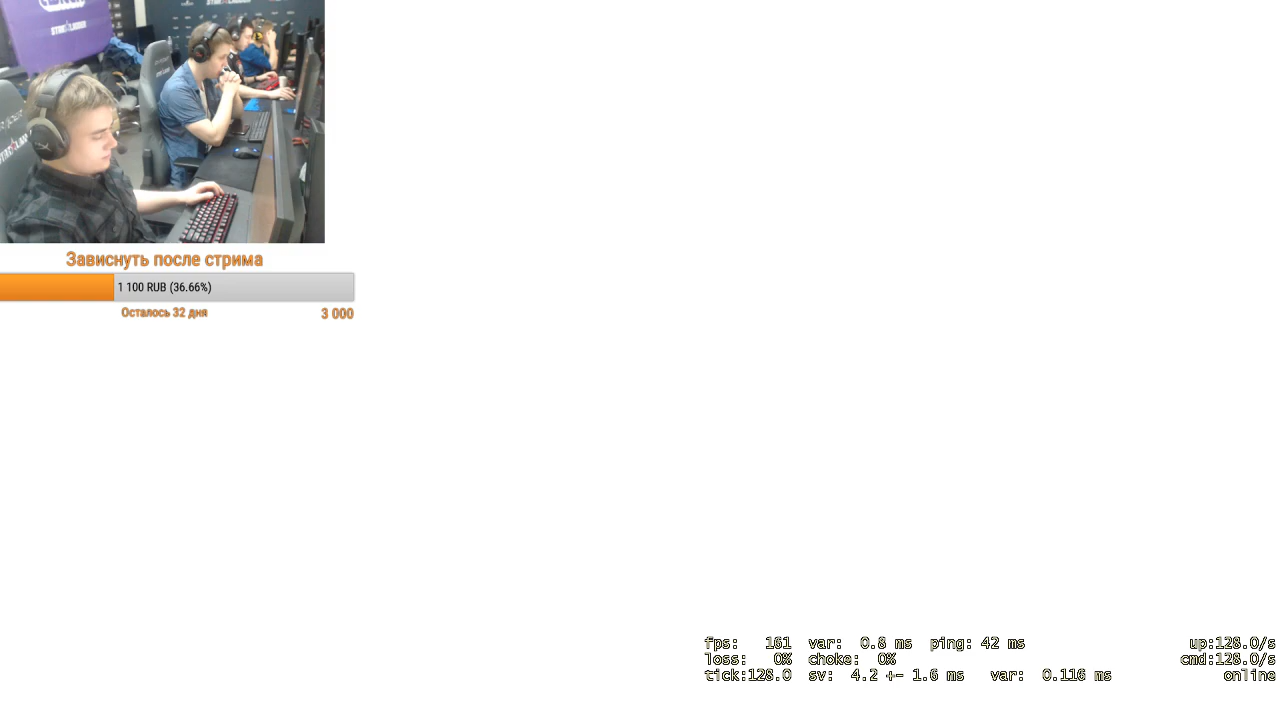 STARLADDER
STARLADDER
Зависнуть после стрима
1 100 RUB (36.66%)
Осталось 32 дня
3 000
fps: 161 var: 0.8 ms ping: 42 ms up:128.0/s
loss: 0% choke: 0% cmd:128.0/s
tick:128.0 sv: 4.2 +- 1.6 ms var: 0.116 ms online